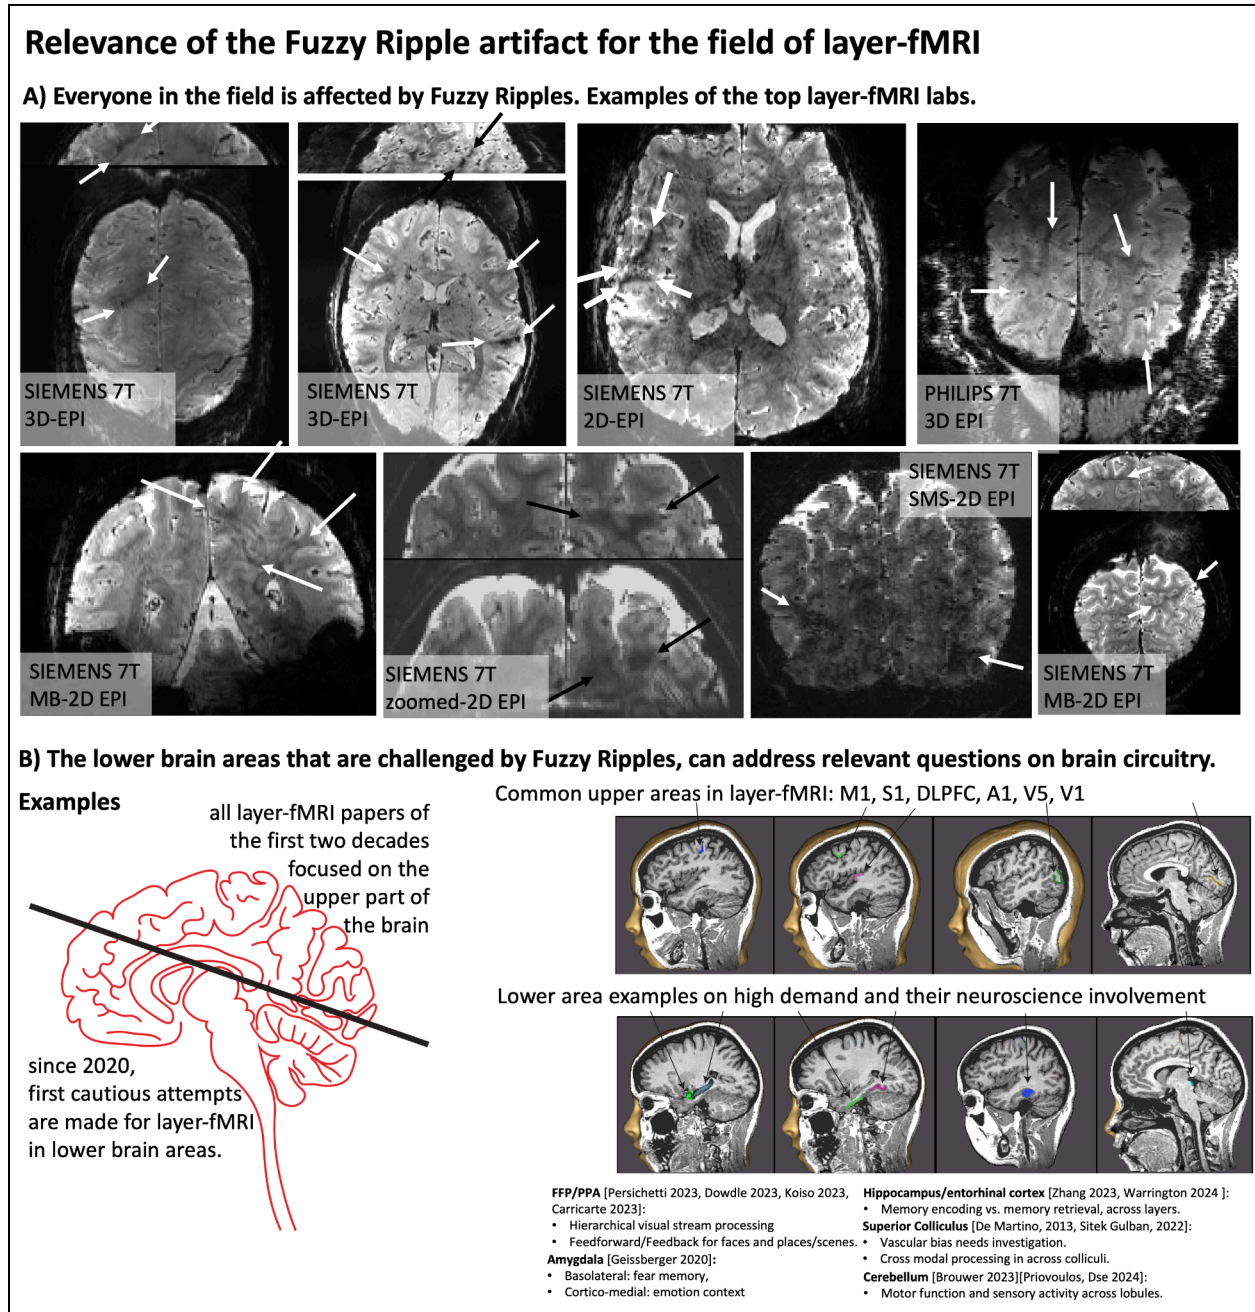 Relevance of the Fuzzy Ripple artifact for the field of layer-fMRI
A) Everyone in the field is affected by Fuzzy Ripples. Examples of the top layer-fMRI labs.
SIEMENS 7T
3D-EPI
SIEMENS 7T
3D-EPI
SIEMENS 7T
2D-EPI
PHILIPS 7T
3D EPI
SIEMENS 7T
MB-2D EPI
SIEMENS 7T
zoomed-2D EPI
SIEMENS 7T
SMS-2D EPI
SIEMENS 7T
MB-2D EPI
B) The lower brain areas that are challenged by Fuzzy Ripples, can address relevant questions on brain circuitry.
Examples
all layer-fMRI papers of
the first two decades
focused on the
upper part of
the brain
since 2020,
first cautious attempts
are made for layer-fMRI
in lower brain areas.
Common upper areas in layer-fMRI: M1, S1, DLPFC, A1, V5, V1
Lower area examples on high demand and their neuroscience involvement
FFP/PPA [Persichetti 2023, Dowdle 2023, Koiso 2023,
Carricarte 2023]:
• Hierarchical visual stream processing
• Feedforward/Feedback for faces and places/scenes.
Amygdala [Geissberger 2020]:
• Basolateral: fear memory,
• Cortico-medial: emotion context
Hippocampus/entorhinal cortex [Zhang 2023, Warrington 2024 ]:
• Memory encoding vs. memory retrieval, across layers.
Superior Colliculus [De Martino, 2013, Sitek Gulban, 2022]:
• Vascular bias needs investigation.
• Cross modal processing in across colliculi.
Cerebellum [Brouwer 2023][Priovoulos, Dse 2024]:
• Motor function and sensory activity across lobules.